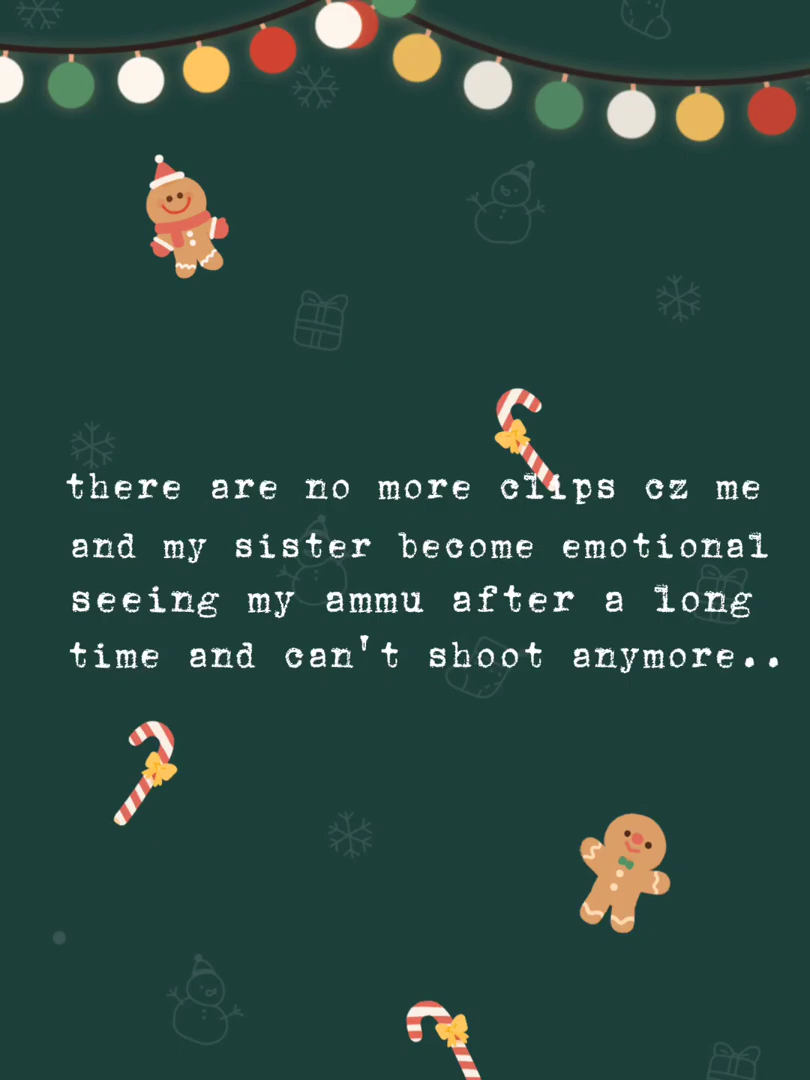 there are no more clips cz me
and my sister become emotional
seeing my ammu after a long
time and can't shoot anymore..